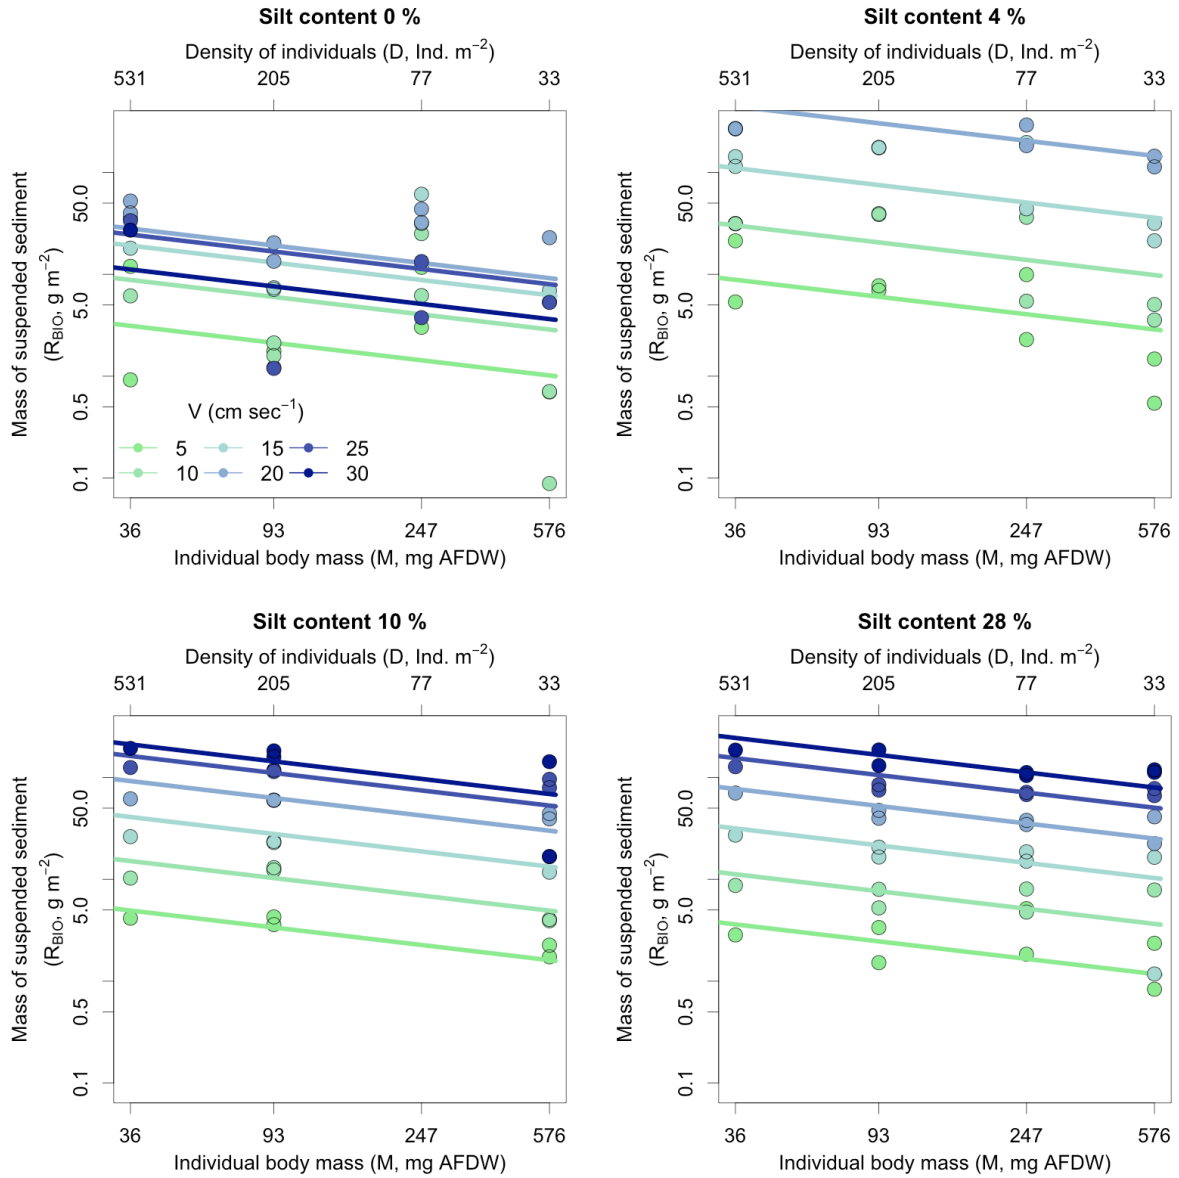 Silt content 0 %
Density of individuals (D, Ind. m−2)
531 205 77 33
Mass of suspended sediment
(RBIO, g m−2)
50.0
5.0
0.5
0.1
V (cm sec−1)
5 15 25
10 20 30
36 93 247 576
Individual body mass (M, mg AFDW)
Silt content 4 %
Density of individuals (D, Ind. m−2)
531 205 77 33
Mass of suspended sediment
(RBIO, g m−2)
50.0
5.0
0.5
0.1
36 93 247 576
Individual body mass (M, mg AFDW)
Silt content 10 %
Density of individuals (D, Ind. m−2)
531 205 77 33
Mass of suspended sediment
(RBIO, g m−2)
50.0
5.0
0.5
0.1
36 93 247 576
Individual body mass (M, mg AFDW)
Silt content 28 %
Density of individuals (D, Ind. m−2)
531 205 77 33
Mass of suspended sediment
(RBIO, g m−2)
50.0
5.0
0.5
0.1
36 93 247 576
Individual body mass (M, mg AFDW)